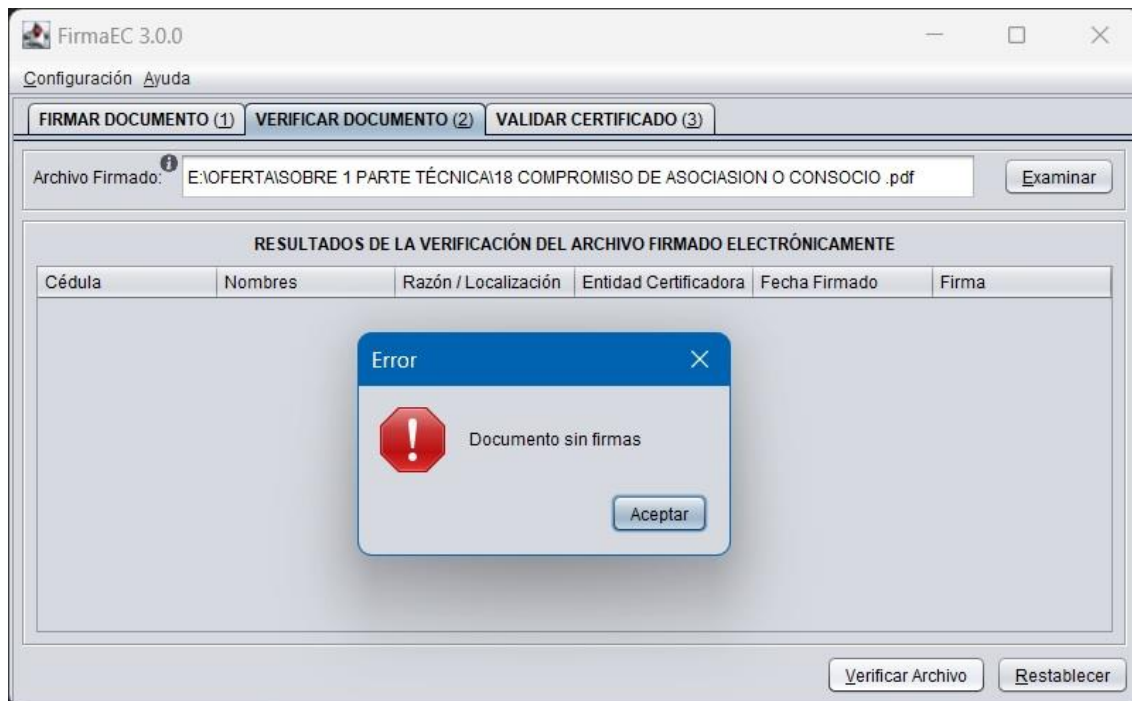 FirmaEC 3.0.0
Configuración Ayuda
FIRMAR DOCUMENTO (1) VERIFICAR DOCUMENTO (2) VALIDAR CERTIFICADO (3)
Archivo Firmado: E:\OFERTA\SOBRE 1 PARTE TÉCNICA\18 COMPROMISO DE ASOCIASION O CONSOCIO .pdf Examinar
RESULTADOS DE LA VERIFICACIÓN DEL ARCHIVO FIRMADO ELECTRÓNICAMENTE
Cédula Nombres Razón / Localización Entidad Certificadora Fecha Firmado Firma
Error
Documento sin firmas
Aceptar
Verificar Archivo Restablecer